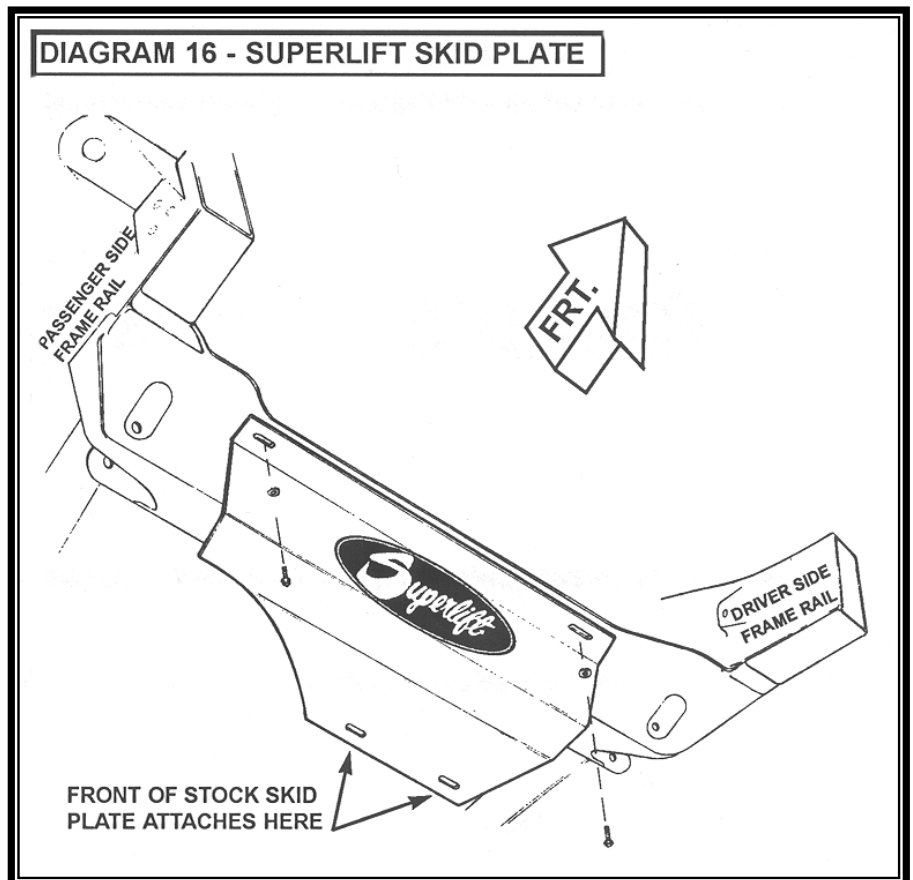 DIAGRAM 16 - SUPERLIFT SKID PLATE
PASSENGER SIDE
FRAME RAIL
FRT.
Superlift
DRIVER SIDE
FRAME RAIL
FRONT OF STOCK SKID
PLATE ATTACHES HERE